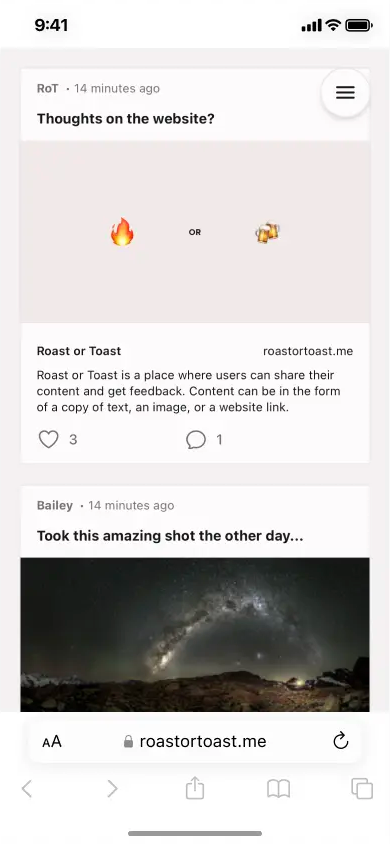 9:41
RoT • 14 minutes ago
Thoughts on the website?
OR
Roast or Toast roastortoast.me
Roast or Toast is a place where users can share their
content and get feedback. Content can be in the form
of a copy of text, an image, or a website link.
3 1
Bailey • 14 minutes ago
Took this amazing shot the other day...
AA roastortoast.me